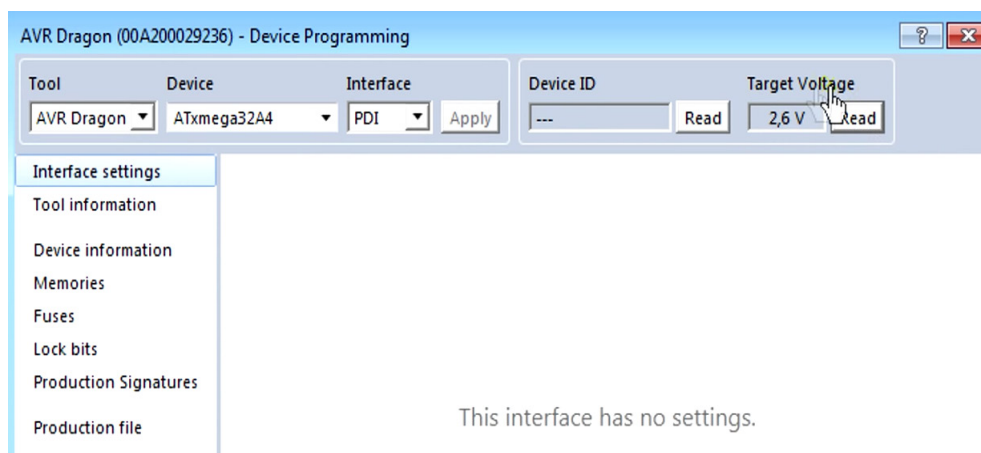 AVR Dragon (00A200029236) - Device Programming
Tool Device Interface Device ID Target Voltage
AVR Dragon ATxmega32A4 PDI Apply --- Read 2,6 V Read
Interface settings
Tool information
Device information
Memories
Fuses
Lock bits
Production Signatures
Production file
This interface has no settings.